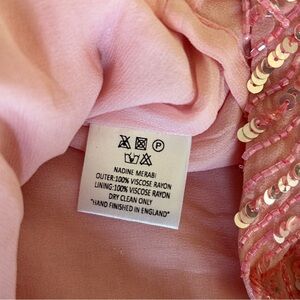 P
NADINE MERABI
OUTER:100% VISCOSE RAYON
LINING:100% VISCOSE RAYON
DRY CLEAN ONLY
"HAND FINISHED IN ENGLAND"